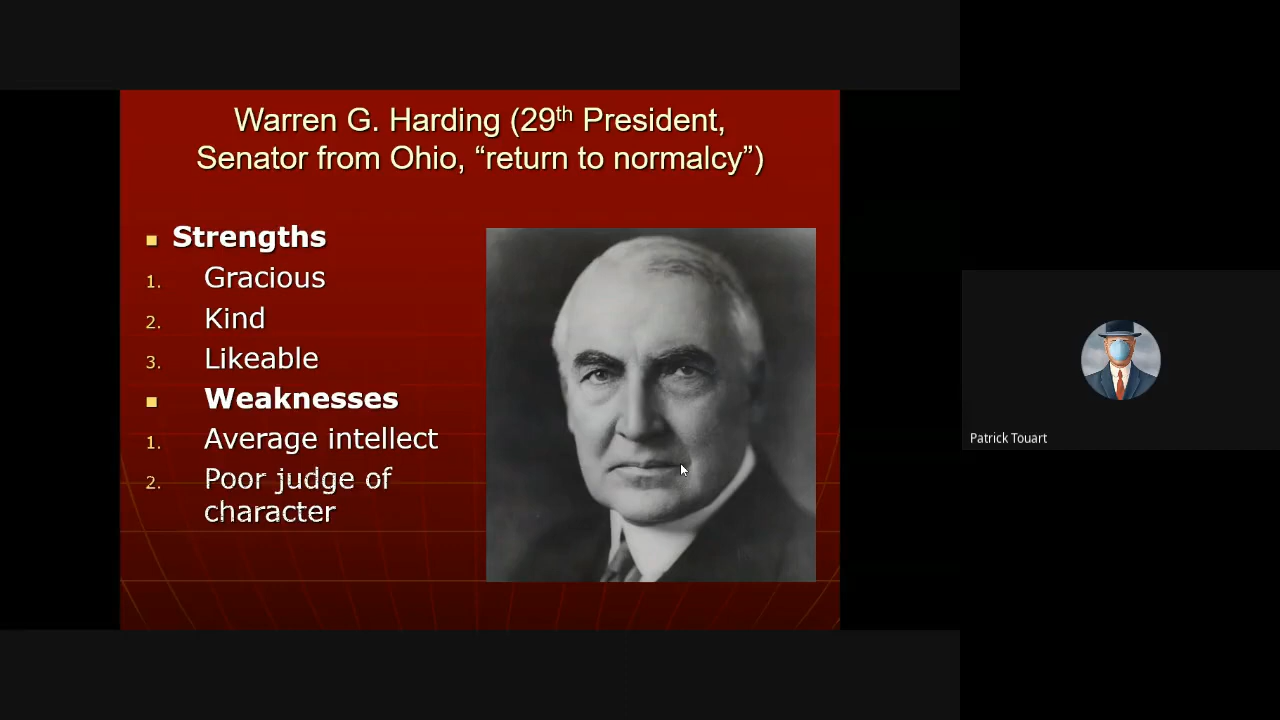 Warren G. Harding (29th President,
Senator from Ohio, “return to normalcy”)
■ Strengths
1. Gracious
2. Kind
3. Likeable
■ Weaknesses
1. Average intellect
2. Poor judge of
character
Patrick Touart